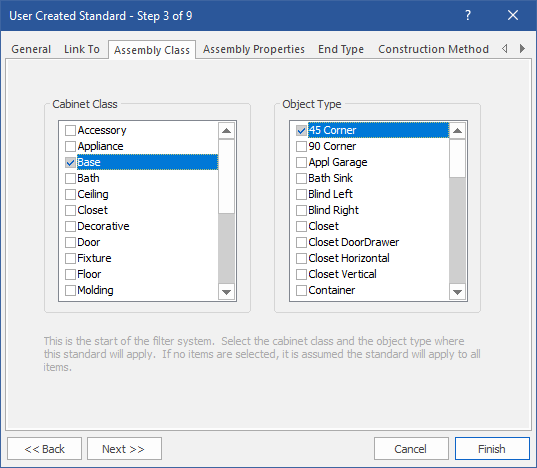 User Created Standard - Step 3 of 9
?
General Link To Assembly Class Assembly Properties End Type Construction Method
Cabinet Class
Accessory
Appliance
Base
Bath
Ceiling
Closet
Decorative
Door
Fixture
Floor
Molding
Object Type
45 Corner
90 Corner
Appl Garage
Bath Sink
Blind Left
Blind Right
Closet
Closet DoorDrawer
Closet Horizontal
Closet Vertical
Container
This is the start of the filter system. Select the cabinet class and the object type where
this standard will apply. If no items are selected, it is assumed the standard will apply to all
items.
<< Back Next >> Cancel Finish